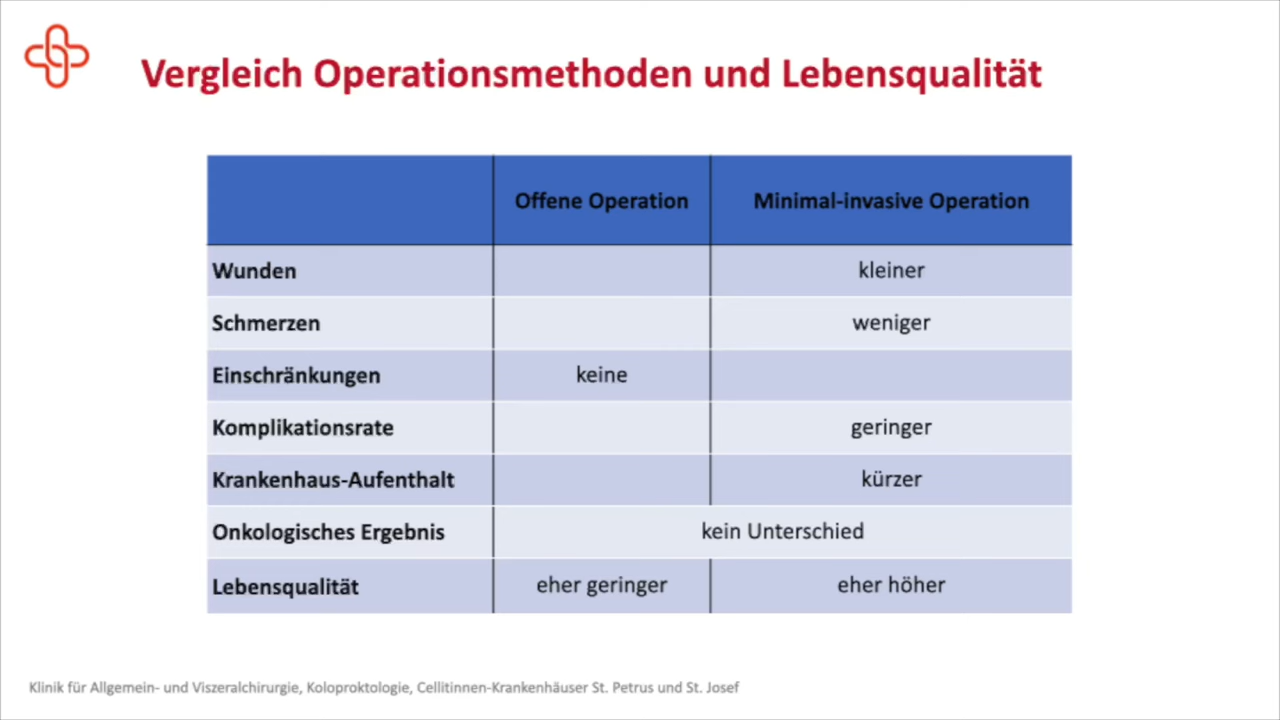 Vergleich Operationsmethoden und Lebensqualität
Offene Operation Minimal-invasive Operation
Wunden kleiner
Schmerzen weniger
Einschränkungen keine
Komplikationsrate geringer
Krankenhaus-Aufenthalt kürzer
Onkologisches Ergebnis kein Unterschied
Lebensqualität eher geringer eher höher
Klinik für Allgemein- und Viszeralchirurgie, Koloproktologie, Cellitinnen-Krankenhäuser St. Petrus und St. Josef